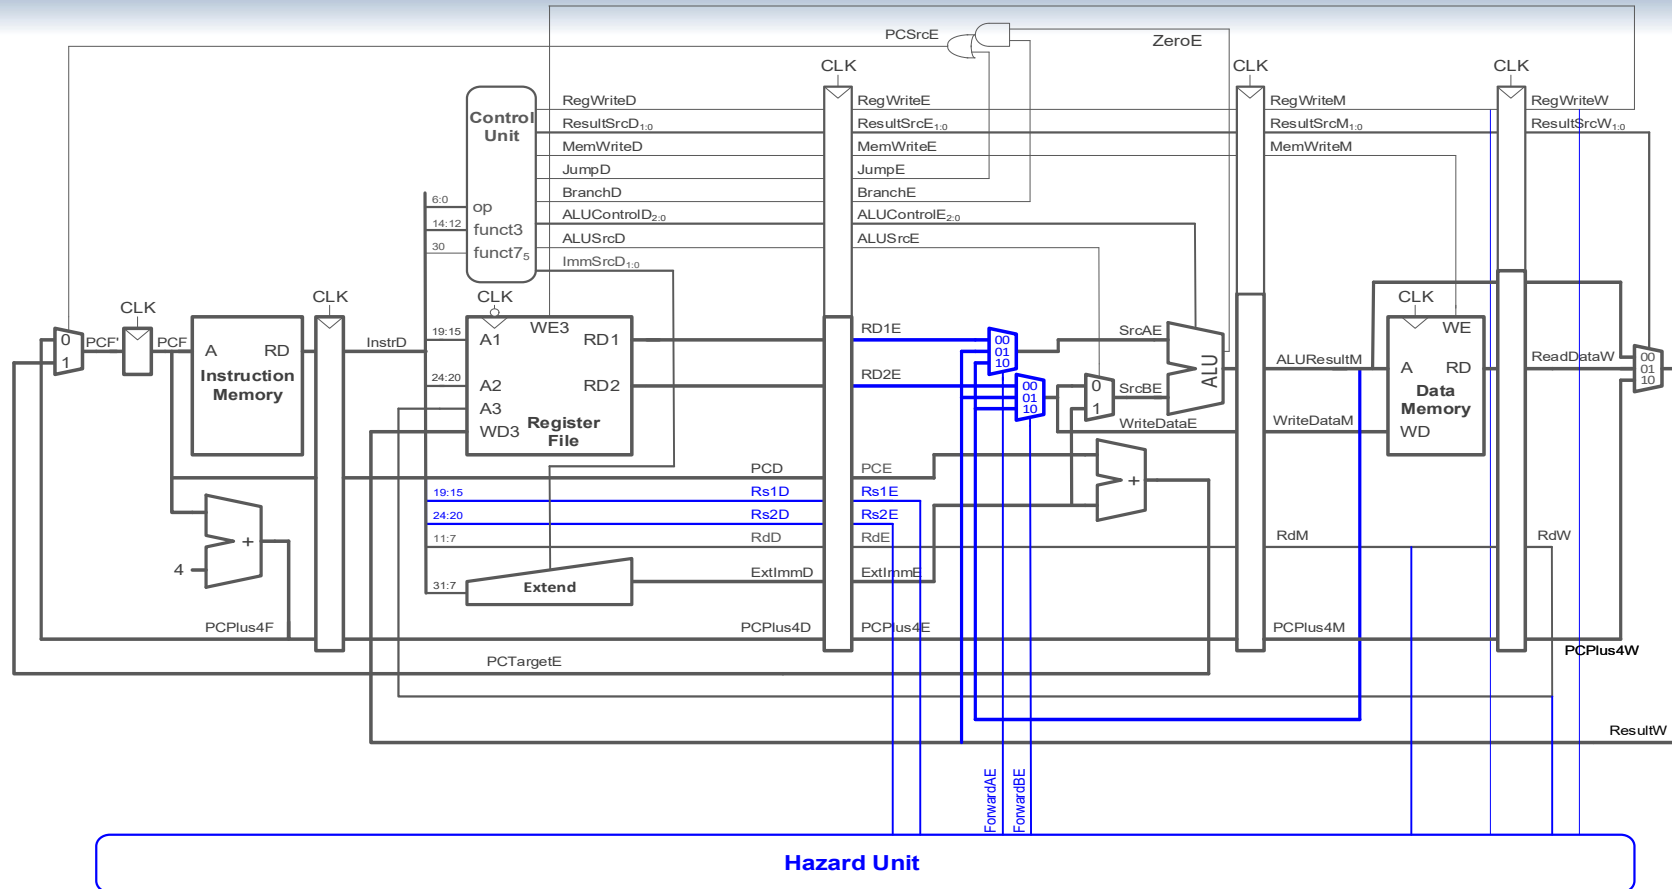 PCSrcE
ZeroE
CLK
CLK
CLK
Control
Unit
RegWriteD
RegWriteE
RegWriteM
RegWriteW
ResultSrcD1:0
ResultSrcE1:0
ResultSrcM1:0
ResultSrcW1:0
MemWriteD
MemWriteE
MemWriteM
JumpD
JumpE
BranchD
BranchE
6:0
op
ALUControlD2:0
ALUControlE2:0
14:12
funct3
ALUSrcD
ALUSrcE
30
funct75
ImmSrcD1:0
CLK
CLK
CLK
CLK
0
1
PCF'
PCF
A
RD
Instruction
Memory
InstrD
19:15
A1
WE3
RD1
RD1E
00
01
10
SrcAE
ALU
ALUResultM
WE
A
RD
Data
Memory
WD
ReadDataW
00
01
10
24:20
A2
RD2
RD2E
00
01
10
0
1
SrcBE
A3
WD3
Register
File
WriteDataE
WriteDataM
PCD
PCE
+
19:15
Rs1D
Rs1E
24:20
Rs2D
Rs2E
11:7
RdD
RdE
RdM
RdW
+
4
31:7
Extend
ExtImmD
ExtImmE
PCPlus4F
PCPlus4D
PCPlus4E
PCPlus4M
PCPlus4W
PCTargetE
ResultW
ForwardAE
ForwardBE
Hazard Unit